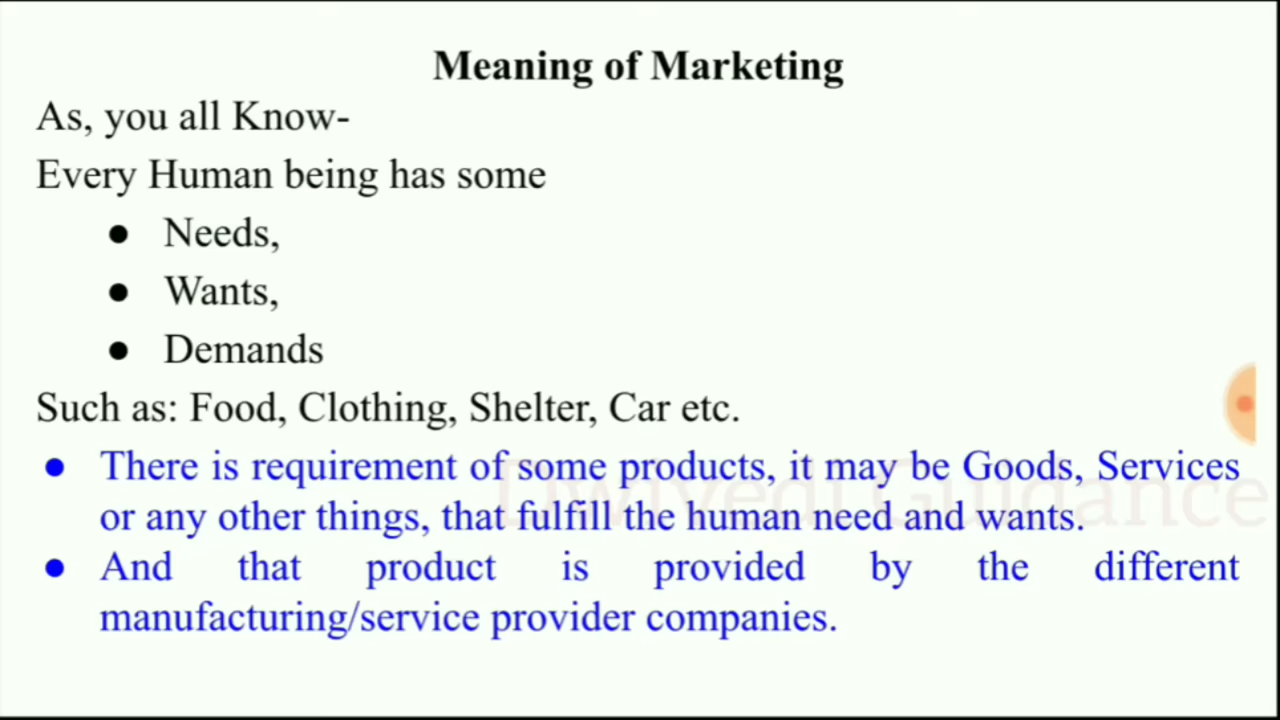 Meaning of Marketing
As, you all Know-
Every Human being has some
● Needs,
● Wants,
● Demands
Such as: Food, Clothing, Shelter, Car etc.
● There is requirement of some products, it may be Goods, Services
or any other things, that fulfill the human need and wants.
● And that product is provided by the different
manufacturing/service provider companies.
Dwivedi Guidance